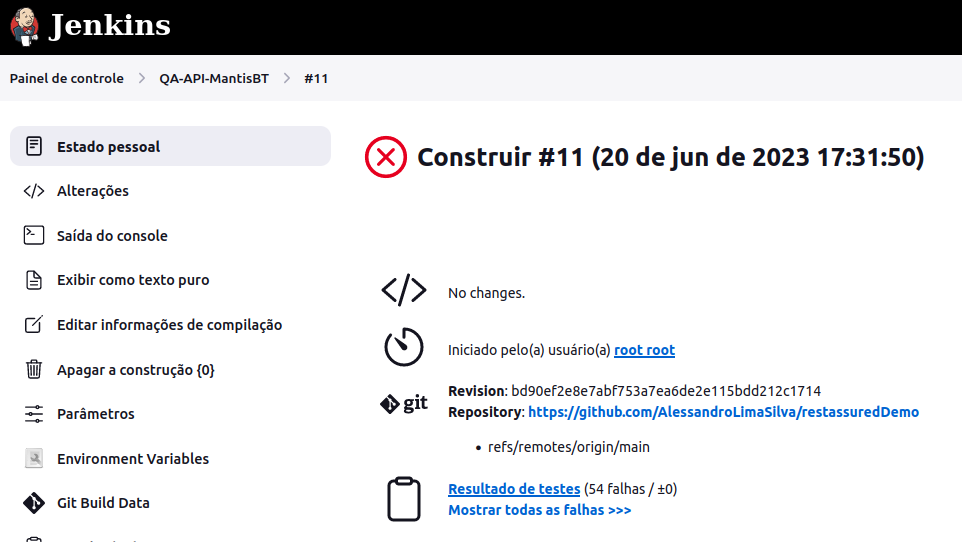 Jenkins
Painel de controle > QA-API-MantisBT > #11
Estado pessoal
Alterações
Saída do console
Exibir como texto puro
Editar informações de compilação
Apagar a construção {0}
Parâmetros
Environment Variables
Git Build Data
Construir #11 (20 de jun de 2023 17:31:50)
No changes.
Iniciado pelo(a) usuário(a) root root
git
Revision: bd90ef2e8e7abf753a7ea6de2e115bdd212c1714
Repository: https://github.com/AlessandroLimaSilva/restassuredDemo
• refs/remotes/origin/main
Resultado de testes (54 falhas / ±0)
Mostrar todas as falhas >>>